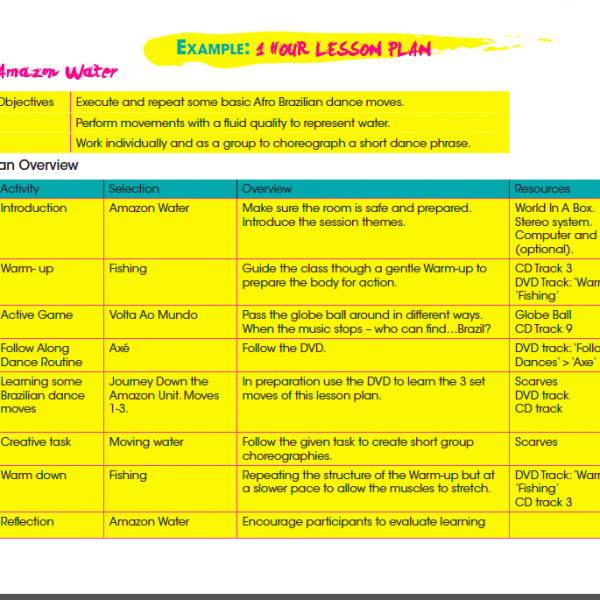 EXAMPLE: 1 HOUR LESSON PLAN
Amazon Water
Objectives Execute and repeat some basic Afro Brazilian dance moves.
Perform movements with a fluid quality to represent water.
Work individually and as a group to choreograph a short dance phrase.
an Overview
Activity Selection Overview Resources
Introduction Amazon Water Make sure the room is safe and prepared. World In A Box.
Introduce the session themes. Stereo system.
Computer and
(optional).
Warm- up Fishing Guide the class though a gentle Warm-up to CD Track 3
prepare the body for action. DVD Track: 'Warm
'Fishing'
Active Game Volta Ao Mundo Pass the globe ball around in different ways. Globe Ball
When the music stops – who can find...Brazil? CD Track 9
Follow Along Axé Follow the DVD. DVD track: 'Follo
Dance Routine Dances' > 'Axe'
Learning some Journey Down the In preparation use the DVD to learn the 3 set Scarves
Brazilian dance Amazon Unit. Moves moves of this lesson plan. DVD track
moves 1-3. CD track
Creative task Moving water Follow the given task to create short group Scarves
choreographies.
Warm down Fishing Repeating the structure of the Warm-up but at DVD Track: 'Warm
a slower pace to allow the muscles to stretch. 'Fishing'
CD track 3
Reflection Amazon Water Encourage participants to evaluate learning